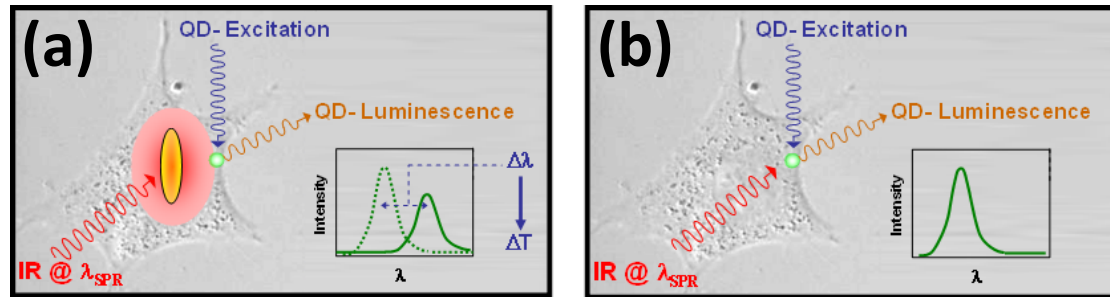 (a)
QD- Excitation
QD- Luminescence
Δλ
ΔT
Intensity
λ
IR @ λSPR
(b)
QD- Excitation
QD- Luminescence
Intensity
λ
IR @ λSPR